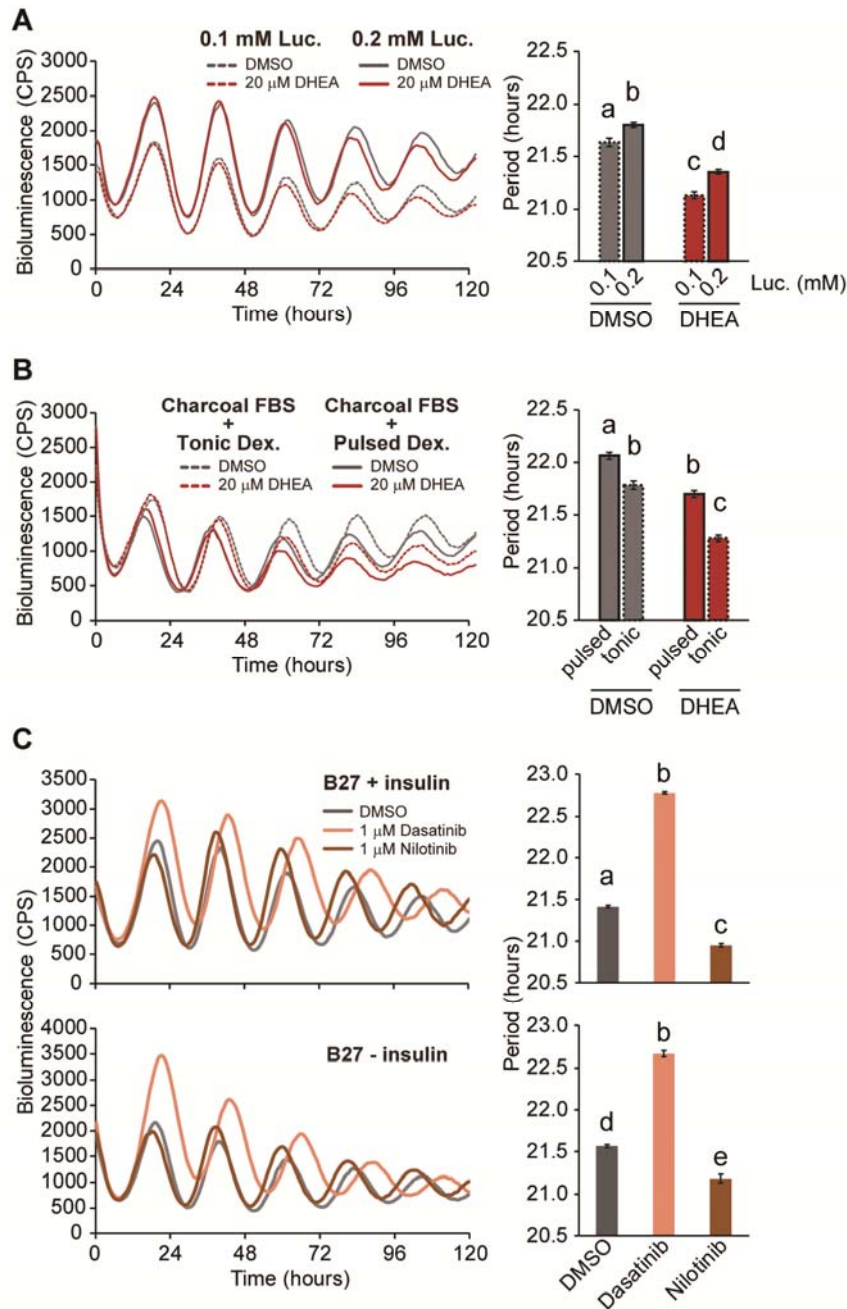 A
0.1 mM Luc.
DMSO
20 μM DHEA
0.2 mM Luc.
DMSO
20 μM DHEA
Bioluminescence (CPS)
3000
2500
2000
1500
1000
500
0
0 24 48 72 96 120
Time (hours)
Period (hours)
22.5
22.0
21.5
21.0
20.5
a b c d
0.1 0.2 0.1 0.2 Luc. (mM)
DMSO DHEA
B
Charcoal FBS
+
Tonic Dex.
DMSO
20 μM DHEA
Charcoal FBS
+
Pulsed Dex.
DMSO
20 μM DHEA
Bioluminescence (CPS)
3000
2500
2000
1500
1000
500
0
0 24 48 72 96 120
Time (hours)
Period (hours)
22.5
22.0
21.5
21.0
20.5
a b b c
pulsed tonic pulsed tonic
DMSO DHEA
C
B27 + insulin
DMSO
1 μM Dasatinib
1 μM Nilotinib
Bioluminescence (CPS)
3500
3000
2500
2000
1500
1000
500
0
0 24 48 72 96 120
23.0
22.5
22.0
21.5
21.0
20.5
a b c
B27 - insulin
4000
3500
3000
2500
2000
1500
1000
500
0
0 24 48 72 96 120
Time (hours)
Period (hours)
23.0
22.5
22.0
21.5
21.0
20.5
d b e
DMSO Dasatinib Nilotinib